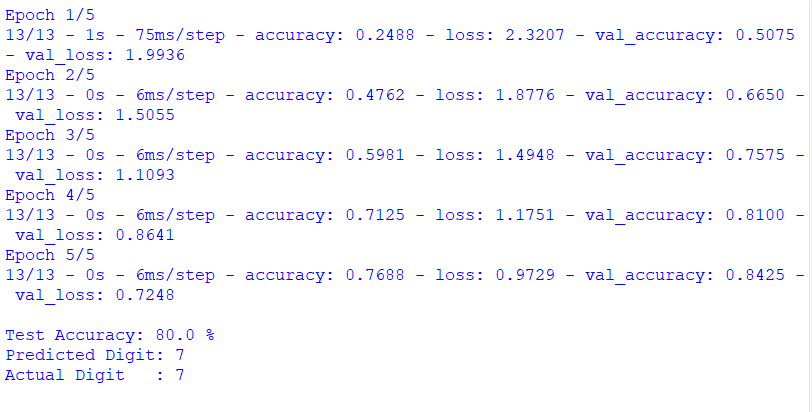 Epoch 1/5
13/13 - 1s - 75ms/step - accuracy: 0.2488 - loss: 2.3207 - val_accuracy: 0.5075
- val_loss: 1.9936
Epoch 2/5
13/13 - 0s - 6ms/step - accuracy: 0.4762 - loss: 1.8776 - val_accuracy: 0.6650 -
val_loss: 1.5055
Epoch 3/5
13/13 - 0s - 6ms/step - accuracy: 0.5981 - loss: 1.4948 - val_accuracy: 0.7575 -
val_loss: 1.1093
Epoch 4/5
13/13 - 0s - 6ms/step - accuracy: 0.7125 - loss: 1.1751 - val_accuracy: 0.8100 -
val_loss: 0.8641
Epoch 5/5
13/13 - 0s - 6ms/step - accuracy: 0.7688 - loss: 0.9729 - val_accuracy: 0.8425 -
val_loss: 0.7248
Test Accuracy: 80.0 %
Predicted Digit: 7
Actual Digit   : 7